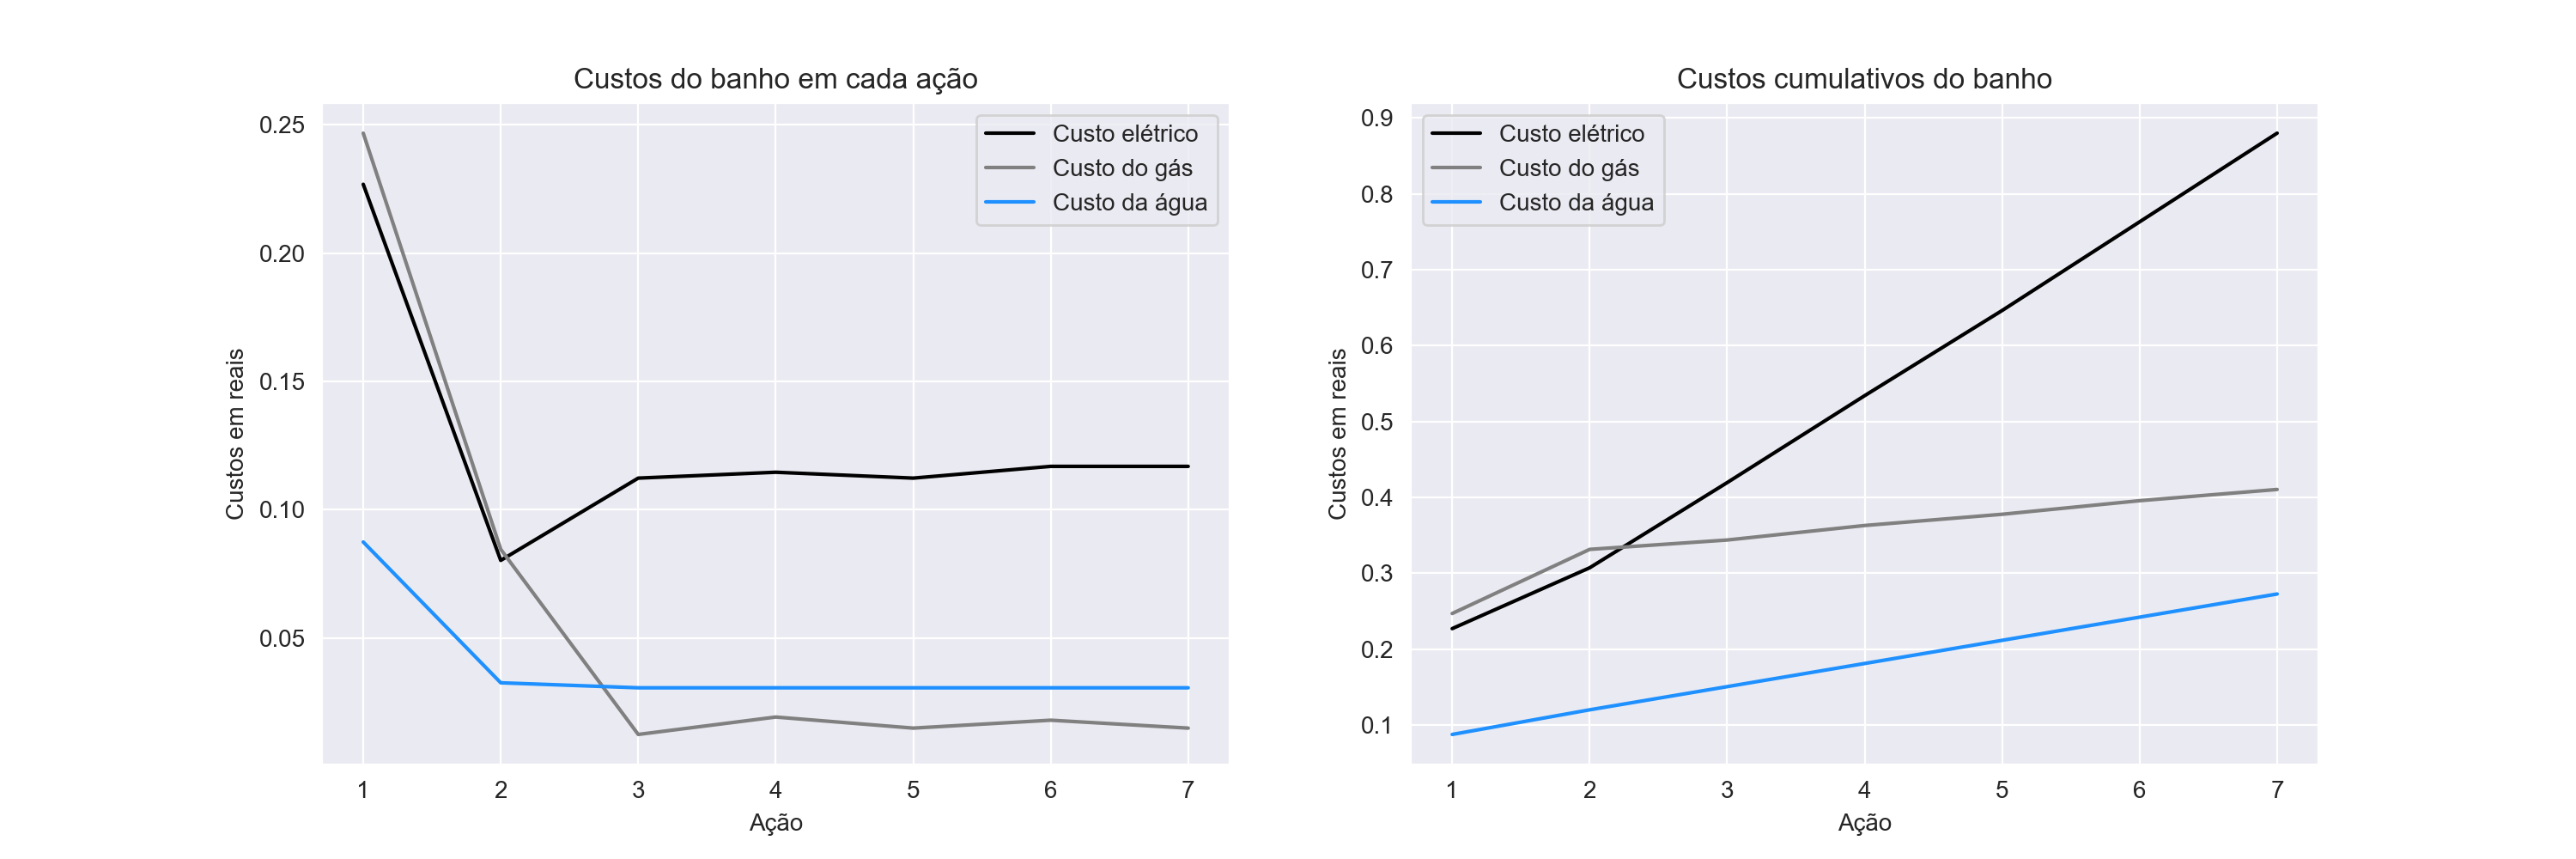 Custos do banho em cada ação
Custos em reais
0.25
0.20
0.15
0.10
0.05
Custo elétrico
Custo do gás
Custo da água
1 2 3 4 5 6 7
Ação
Custos cumulativos do banho
Custos em reais
0.9
0.8
0.7
0.6
0.5
0.4
0.3
0.2
0.1
Custo elétrico
Custo do gás
Custo da água
1 2 3 4 5 6 7
Ação